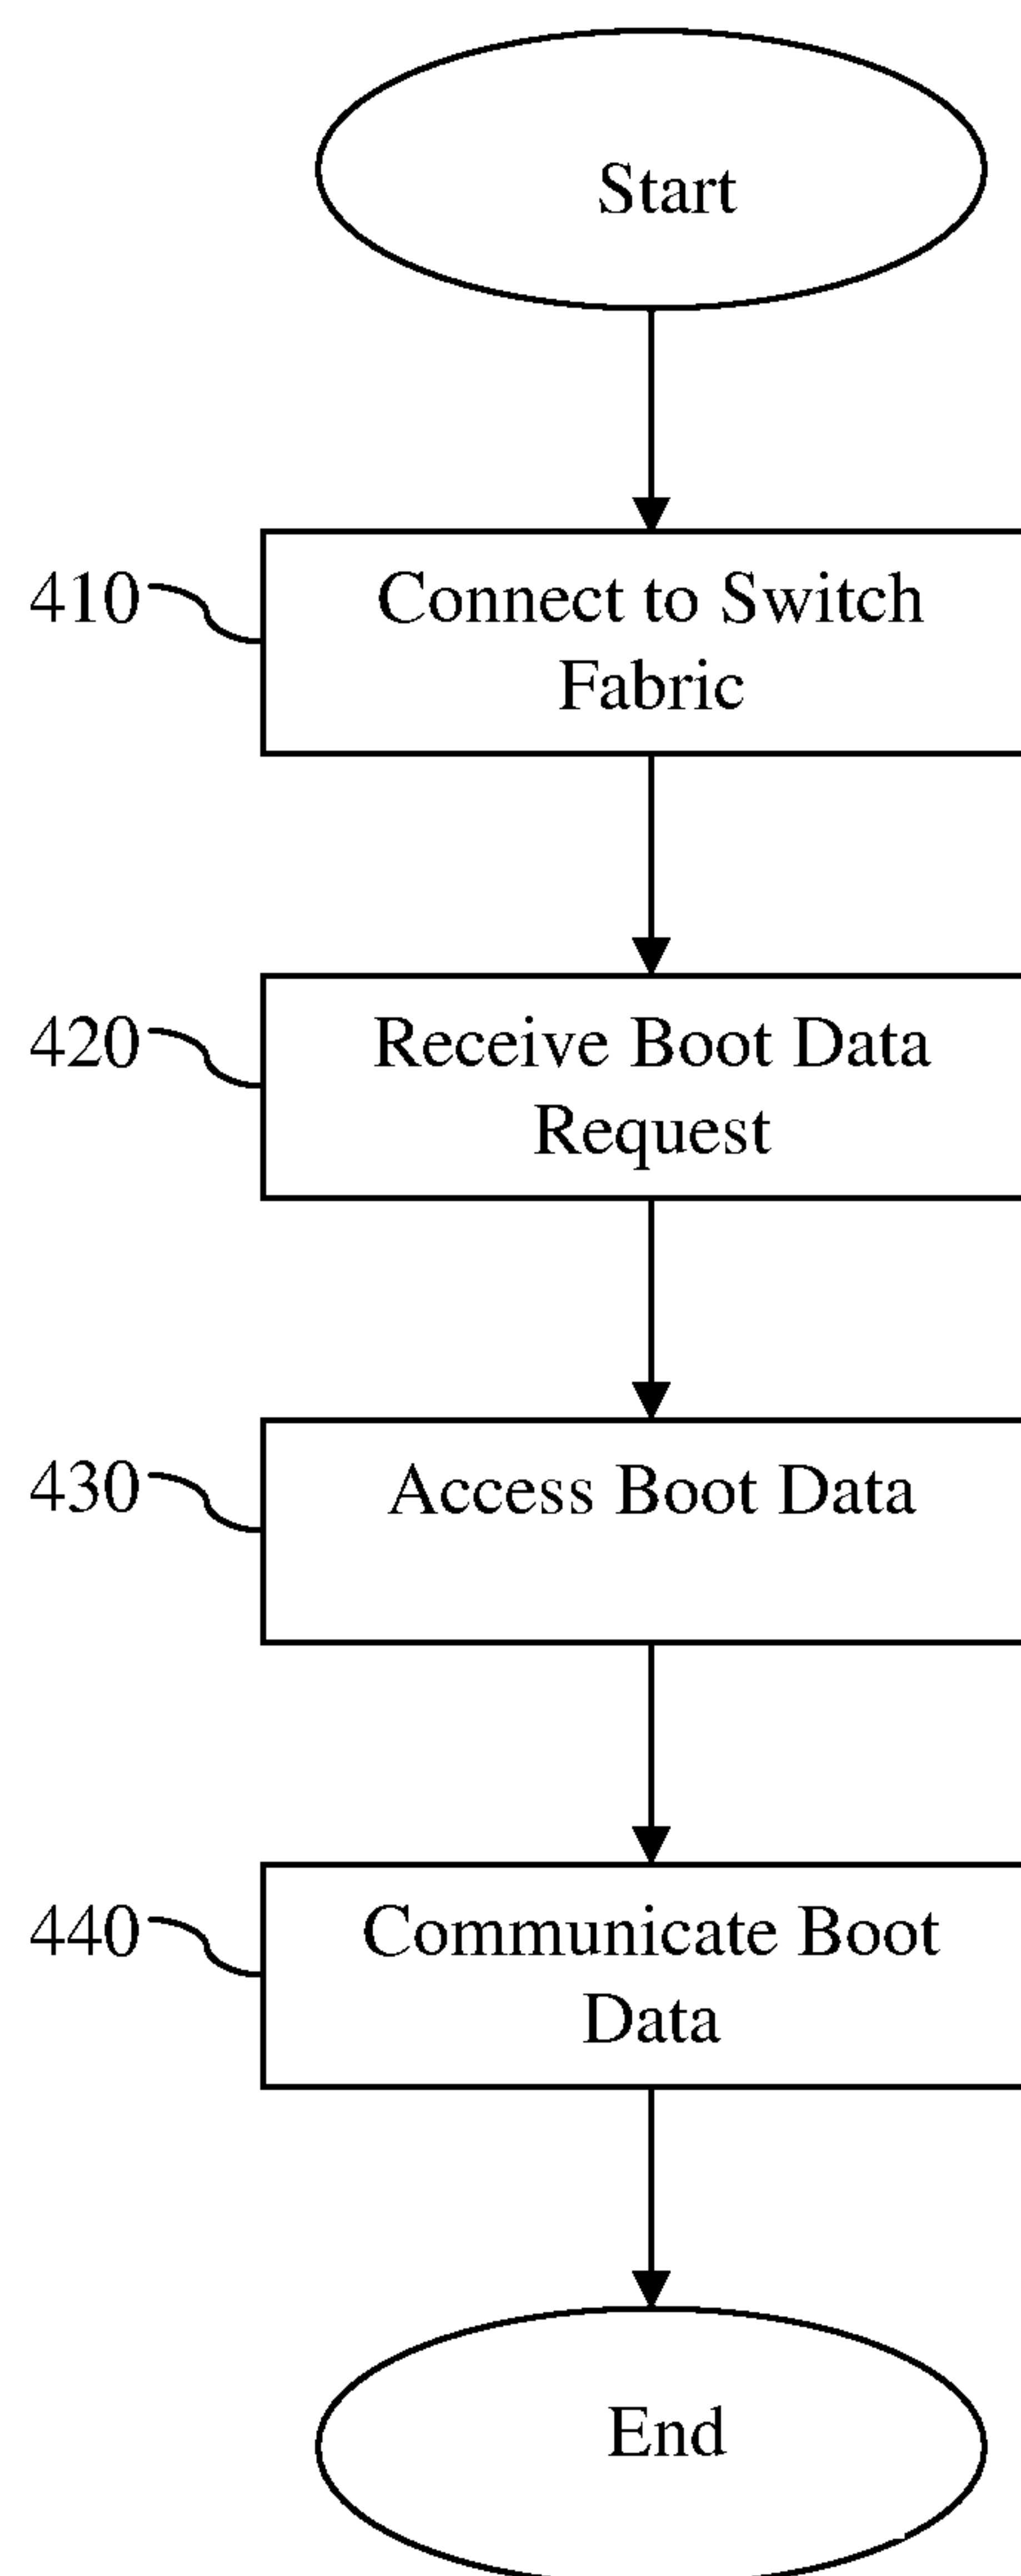 Start
410
Connect to Switch
Fabric
420
Receive Boot Data
Request
430
Access Boot Data
440
Communicate Boot
Data
End